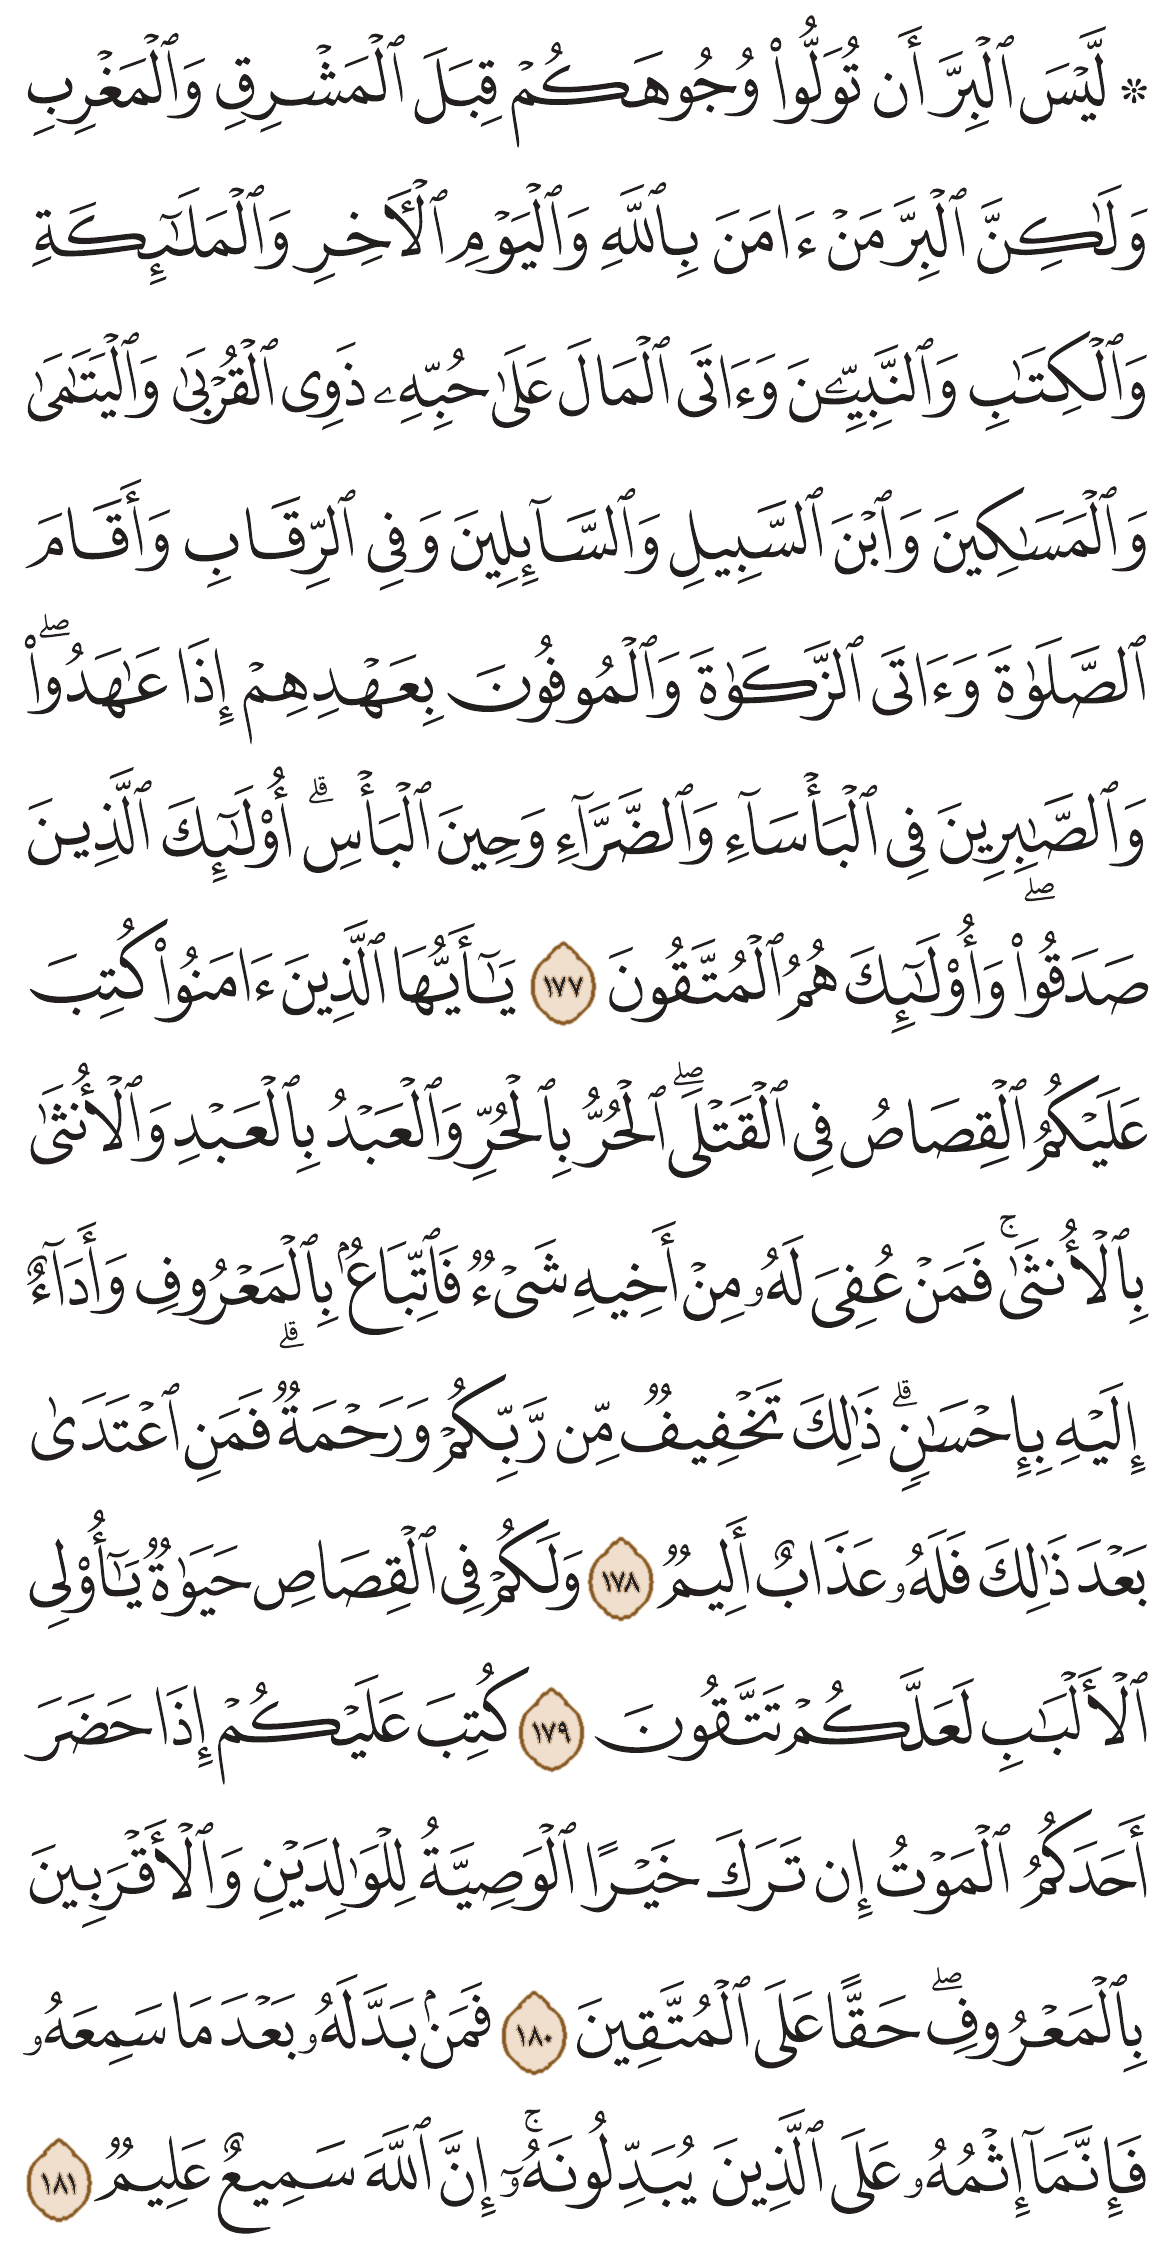 ۞ لَّيْسَ ٱلْبِرَّ أَن تُوَلُّوا۟ وُجُوهَكُمْ قِبَلَ ٱلْمَشْرِقِ وَٱلْمَغْرِبِ
وَلَـٰكِنَّ ٱلْبِرَّ مَنْ ءَامَنَ بِٱللَّهِ وَٱلْيَوْمِ ٱلْـَٔاخِرِ وَٱلْمَلَـٰٓئِكَةِ
وَٱلْكِتَـٰبِ وَٱلنَّبِيِّـۧنَ وَءَاتَى ٱلْمَالَ عَلَىٰ حُبِّهِۦ ذَوِى ٱلْقُرْبَىٰ وَٱلْيَتَـٰمَىٰ
وَٱلْمَسَـٰكِينَ وَٱبْنَ ٱلسَّبِيلِ وَٱلسَّآئِلِينَ وَفِى ٱلرِّقَابِ وَأَقَامَ
ٱلصَّلَوٰةَ وَءَاتَى ٱلزَّكَوٰةَ وَٱلْمُوفُونَ بِعَهْدِهِمْ إِذَا عَـٰهَدُوا۟ۖ
وَٱلصَّـٰبِرِينَ فِى ٱلْبَأْسَآءِ وَٱلضَّرَّآءِ وَحِينَ ٱلْبَأْسِۗ أُو۟لَـٰٓئِكَ ٱلَّذِينَ
صَدَقُوا۟ۖ وَأُو۟لَـٰٓئِكَ هُمُ ٱلْمُتَّقُونَ ١٧٧ يَـٰٓأَيُّهَا ٱلَّذِينَ ءَامَنُوا۟ كُتِبَ
عَلَيْكُمُ ٱلْقِصَاصُ فِى ٱلْقَتْلَىۖ ٱلْحُرُّ بِٱلْحُرِّ وَٱلْعَبْدُ بِٱلْعَبْدِ وَٱلْأُنثَىٰ
بِٱلْأُنثَىٰۚ فَمَنْ عُفِىَ لَهُۥ مِنْ أَخِيهِ شَىْءٌ فَٱتِّبَاعٌۢ بِٱلْمَعْرُوفِ وَأَدَآءٌ
إِلَيْهِ بِإِحْسَـٰنٍۗ ذَٰلِكَ تَخْفِيفٌ مِّن رَّبِّكُمْ وَرَحْمَةٌۗ فَمَنِ ٱعْتَدَىٰ
بَعْدَ ذَٰلِكَ فَلَهُۥ عَذَابٌ أَلِيمٌ ١٧٨ وَلَكُمْ فِى ٱلْقِصَاصِ حَيَوٰةٌ يَـٰٓأُو۟لِى
ٱلْأَلْبَـٰبِ لَعَلَّكُمْ تَتَّقُونَ ١٧٩ كُتِبَ عَلَيْكُمْ إِذَا حَضَرَ
أَحَدَكُمُ ٱلْمَوْتُ إِن تَرَكَ خَيْرًا ٱلْوَصِيَّةُ لِلْوَٰلِدَيْنِ وَٱلْأَقْرَبِينَ
بِٱلْمَعْرُوفِۖ حَقًّا عَلَى ٱلْمُتَّقِينَ ١٨٠ فَمَنۢ بَدَّلَهُۥ بَعْدَ مَا سَمِعَهُۥ
فَإِنَّمَآ إِثْمُهُۥ عَلَى ٱلَّذِينَ يُبَدِّلُونَهُۥٓۚ إِنَّ ٱللَّهَ سَمِيعٌ عَلِيمٌ ١٨١